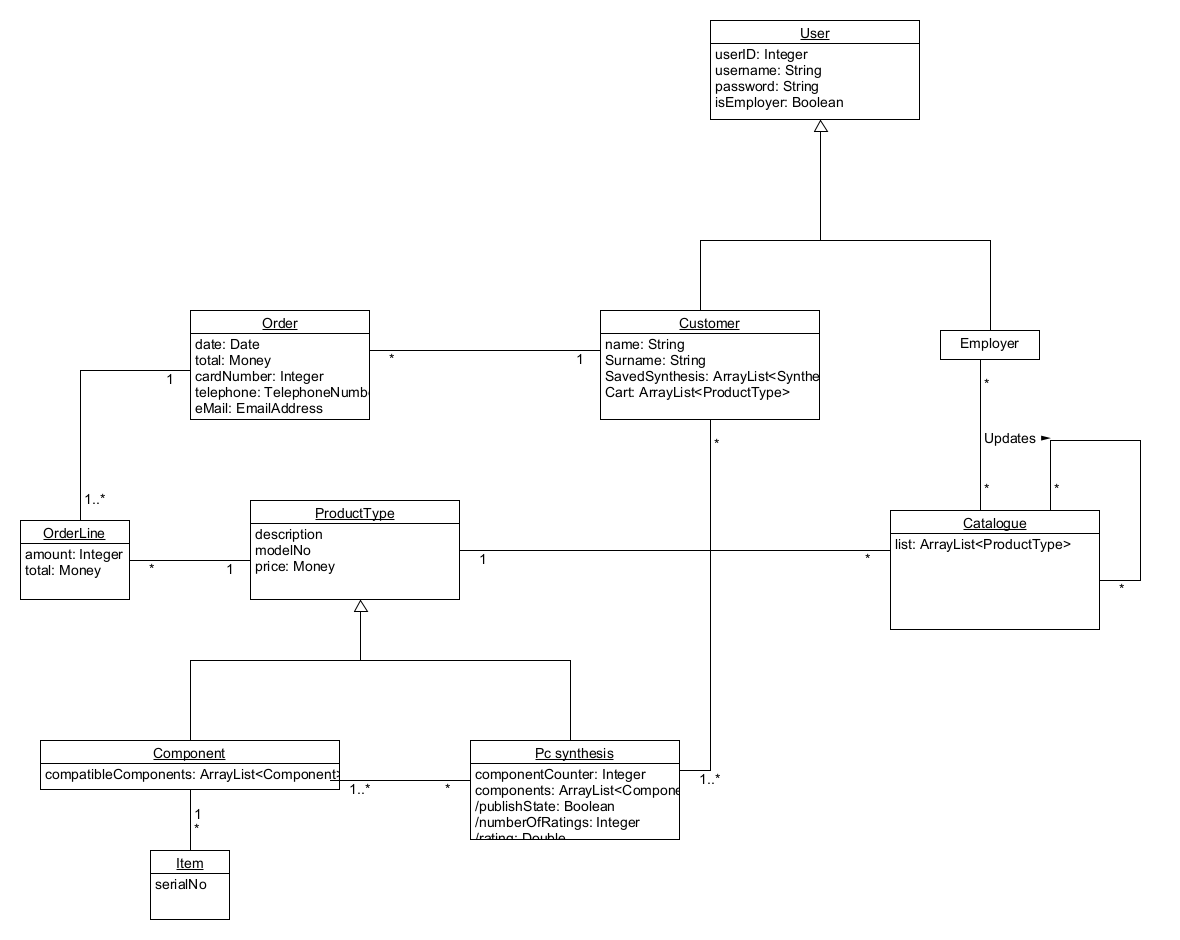 User
userID: Integer
username: String
password: String
isEmployer: Boolean
Order
date: Date
total: Money
cardNumber: Integer
telephone: TelephoneNumb
eMail: EmailAddress
*
1
Customer
name: String
Surname: String
SavedSynthesis: ArrayList<Synthe
Cart: ArrayList<ProductType>
Employer
*
Updates
*
*
1
1..*
*
OrderLine
amount: Integer
total: Money
*
1
ProductType
description
modelNo
price: Money
1
*
Catalogue
list: ArrayList<ProductType>
*
Component
compatibleComponents: ArrayList<Component>
1..*
*
Pc synthesis
componentCounter: Integer
components: ArrayList<Compone
/publishState: Boolean
/numberOfRatings: Integer
/rating: Double
1..*
1
*
Item
serialNo